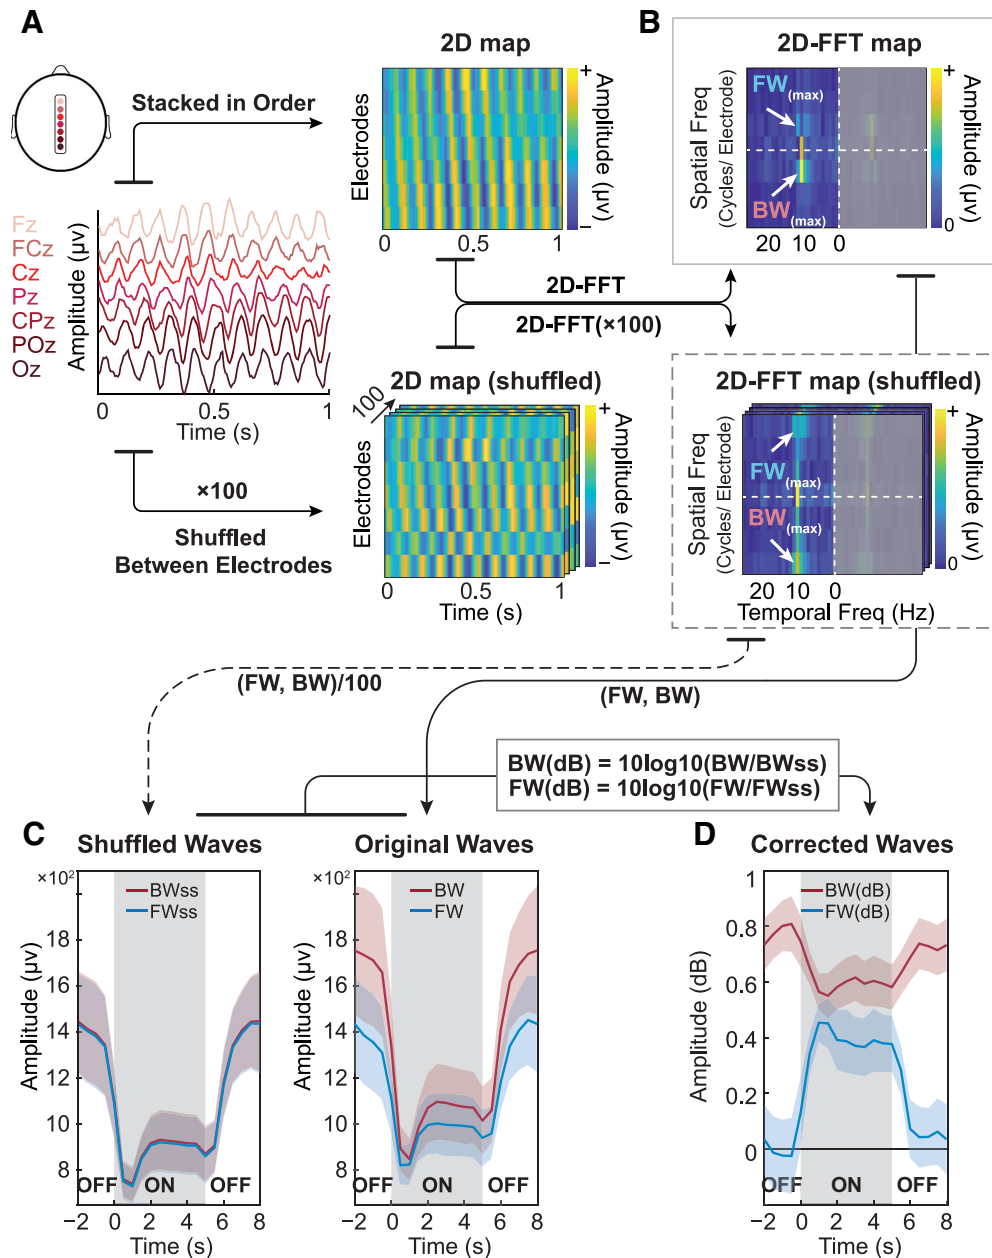 A
B
2D map
2D-FFT map
Stacked in Order
Electrodes
+
Amplitude (μv)
−
0
0.5
1
Spatial Freq
(Cycles/ Electrode)
FW(max)
BW(max)
+
Amplitude (μv)
0
20
10
0
Fz
FCz
Cz
Pz
CPz
POz
Oz
Amplitude (μv)
0
0.5
1
Time (s)
2D-FFT
2D-FFT(×100)
×100
Shuffled
Between Electrodes
2D map (shuffled)
100
Electrodes
+
Amplitude (μv)
−
0
0.5
1
Time (s)
2D-FFT map (shuffled)
Spatial Freq
(Cycles/ Electrode)
FW(max)
BW(max)
+
Amplitude (μv)
0
20
10
0
Temporal Freq (Hz)
(FW, BW)/100
(FW, BW)
BW(dB) = 10log10(BW/BWss)
FW(dB) = 10log10(FW/FWss)
C
Shuffled Waves
×10²
BWss
FWss
Amplitude (μv)
18
16
14
12
10
8
OFF
ON
OFF
−2
0
2
4
6
8
Time (s)
Original Waves
×10²
BW
FW
Amplitude (μv)
18
16
14
12
10
8
OFF
ON
OFF
−2
0
2
4
6
8
Time (s)
D
Corrected Waves
BW(dB)
FW(dB)
Amplitude (dB)
1
0.8
0.6
0.4
0.2
0
OFF
ON
OFF
−2
0
2
4
6
8
Time (s)